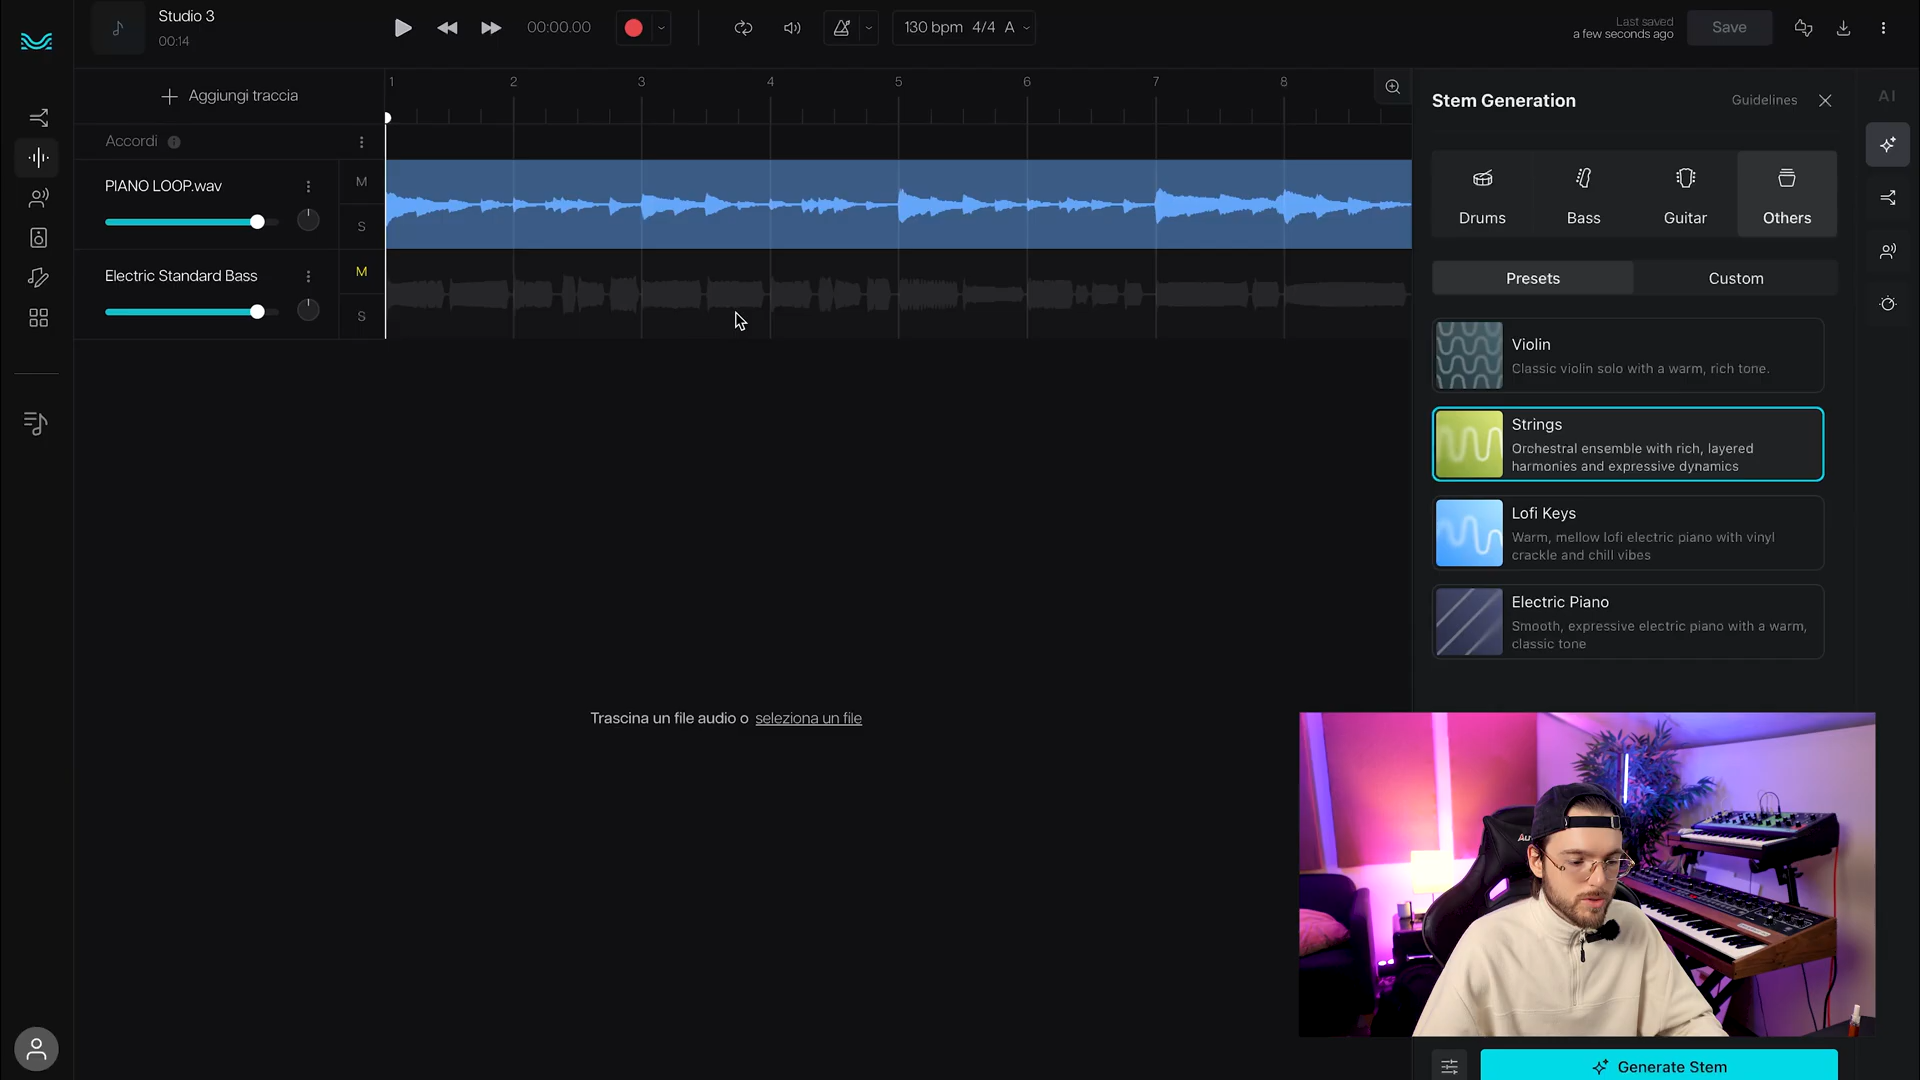 Studio 3
00:14
00:00.00
130 bpm 4/4 A
Last saved
a few seconds ago
Save
Aggiungi traccia
1 2 3 4 5 6 7 8
Accordi
PIANO LOOP.wav
M
S
Electric Standard Bass
M
S
Trascina un file audio o seleziona un file
Stem Generation
Guidelines
AI
Drums
Bass
Guitar
Others
Presets
Custom
Violin
Classic violin solo with a warm, rich tone.
Strings
Orchestral ensemble with rich, layered
harmonies and expressive dynamics
Lofi Keys
Warm, mellow lofi electric piano with vinyl
crackle and chill vibes
Electric Piano
Smooth, expressive electric piano with a warm,
classic tone
Generate Stem